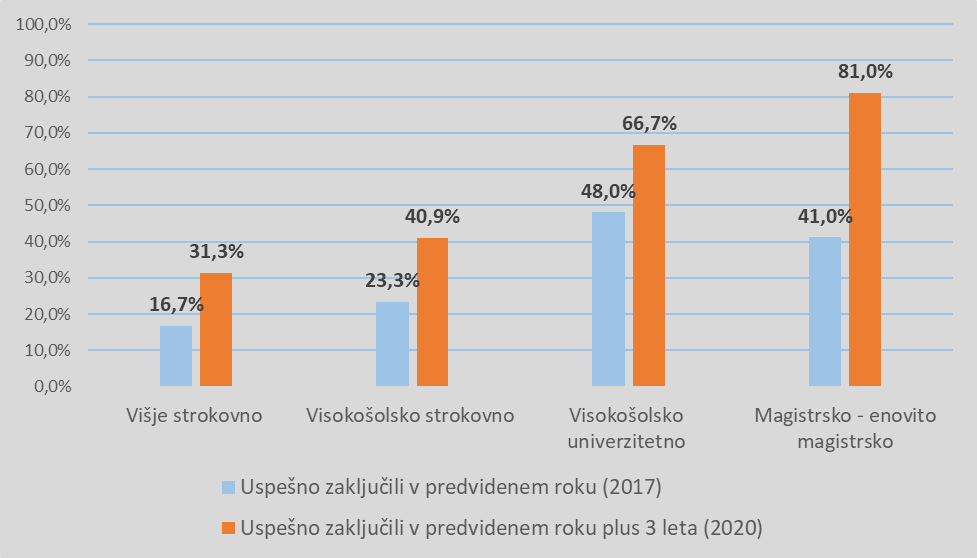 100,0%
90,0%
80,0%
70,0%
60,0%
50,0%
40,0%
30,0%
20,0%
10,0%
0,0%
16,7%
31,3%
23,3%
40,9%
48,0%
66,7%
41,0%
81,0%
Višje strokovno
Visokošolsko strokovno
Visokošolsko
univerzitetno
Magistrsko - enovito
magistrsko
Uspešno zaključili v predvidenem roku (2017)
Uspešno zaključili v predvidenem roku plus 3 leta (2020)